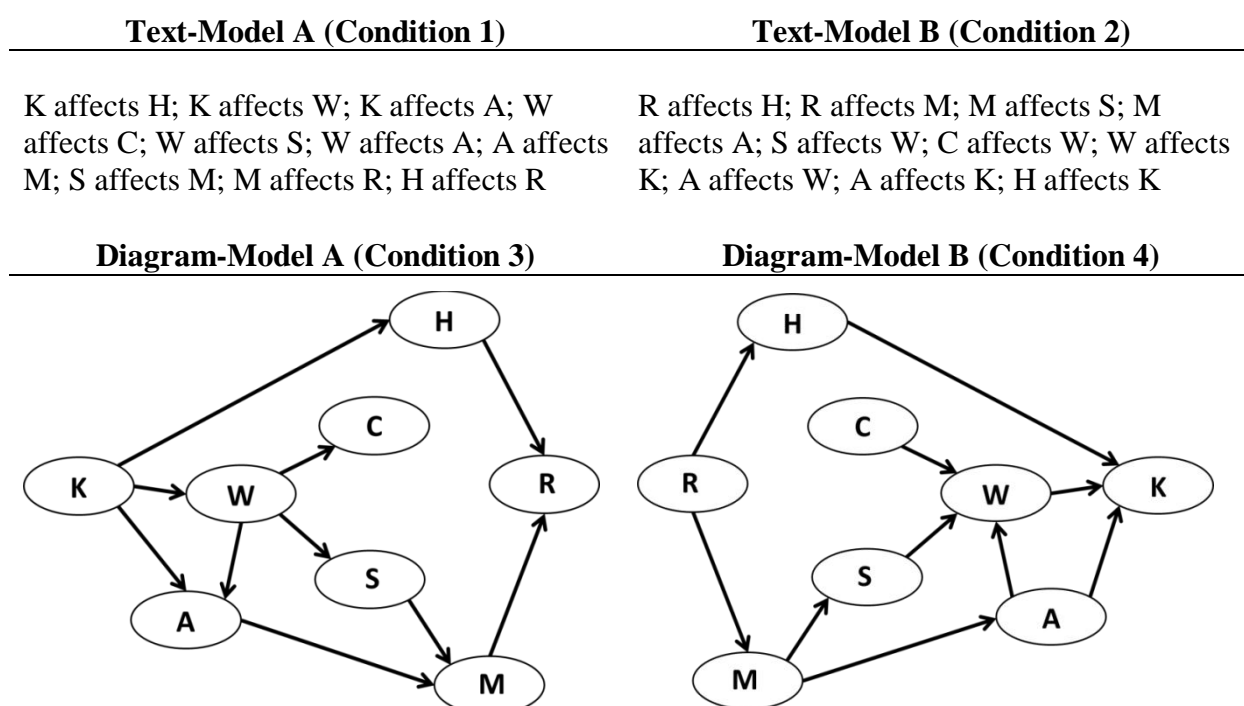 Text-Model A (Condition 1)
Text-Model B (Condition 2)
K affects H; K affects W; K affects A; W
affects C; W affects S; W affects A; A affects
M; S affects M; M affects R; H affects R
R affects H; R affects M; M affects S; M
affects A; S affects W; C affects W; W affects
K; A affects W; A affects K; H affects K
Diagram-Model A (Condition 3)
Diagram-Model B (Condition 4)
H
C
K
W
R
S
A
M
H
C
R
W
K
S
A
M